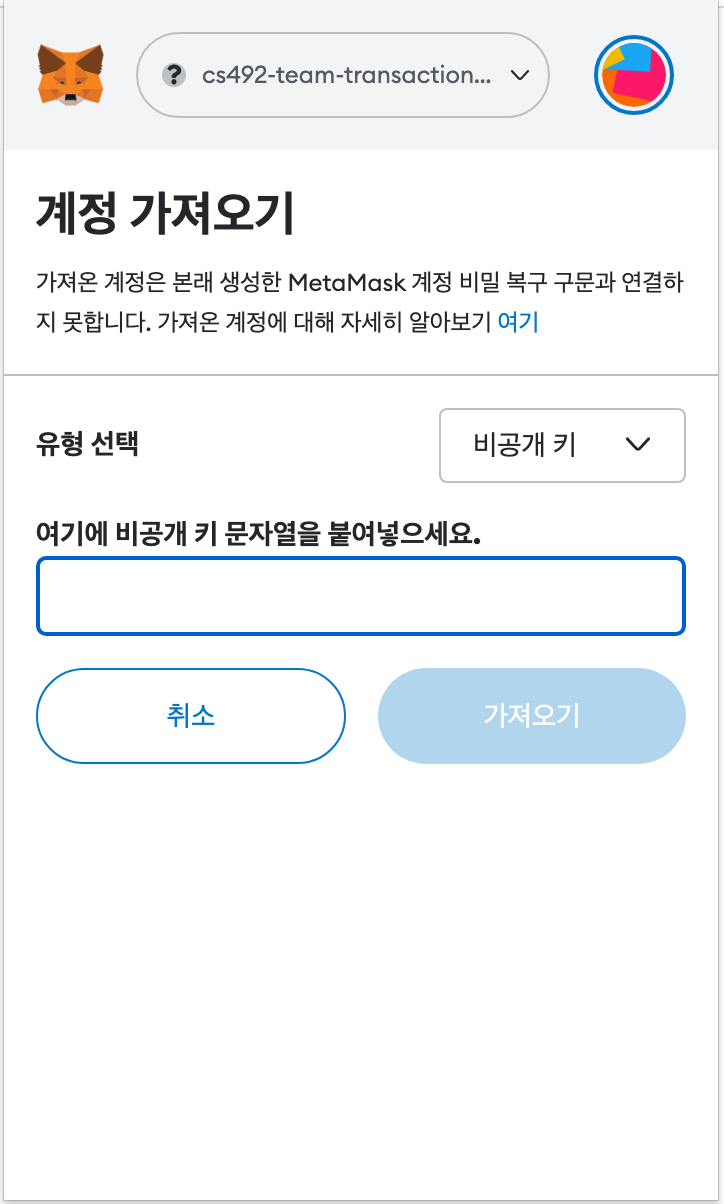 cs492-team-transaction...
계정 가져오기
가져온 계정은 본래 생성한 MetaMask 계정 비밀 복구 구문과 연결하
지 못합니다. 가져온 계정에 대해 자세히 알아보기 여기
유형 선택
비공개 키
여기에 비공개 키 문자열을 붙여넣으세요.
취소
가져오기